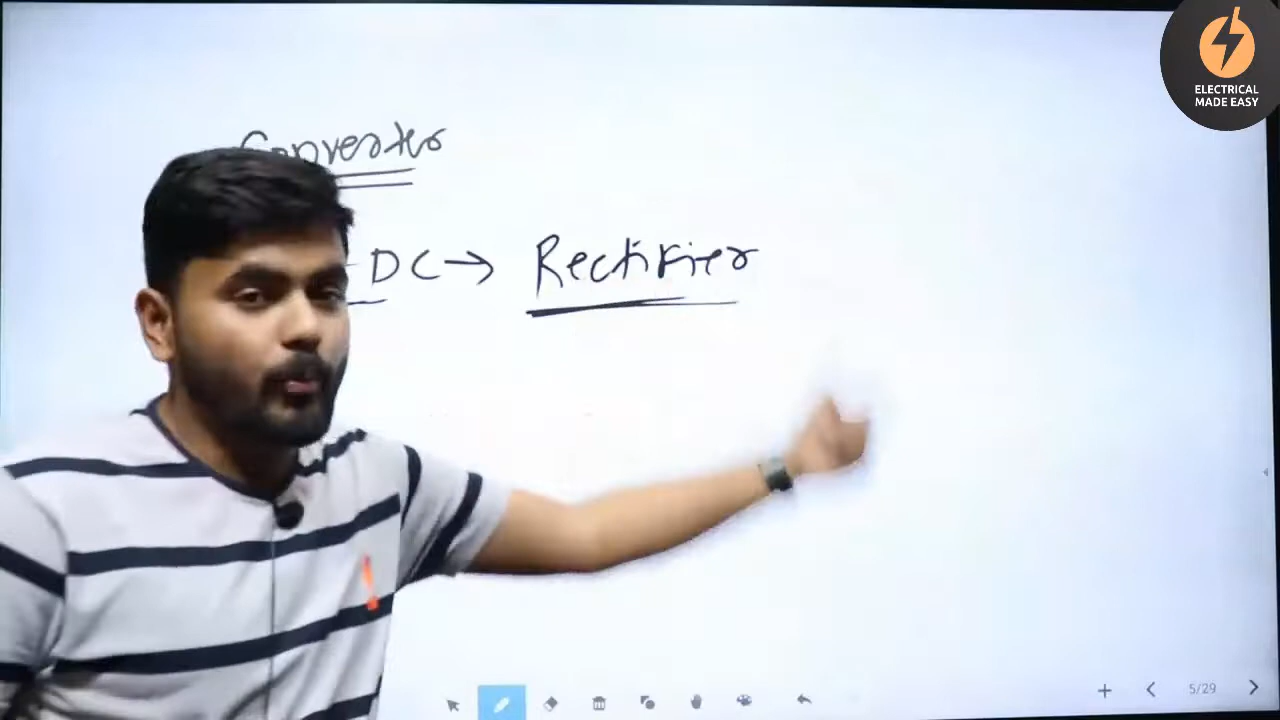 ELECTRICAL
MADE EASY
Converter
DC → Rectifier
5/29